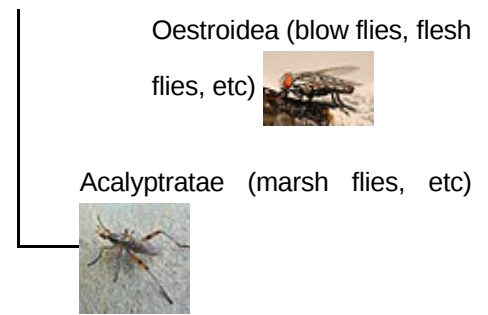 Oestroidea (blow flies, flesh
flies, etc)
Acalyptratae (marsh flies, etc)